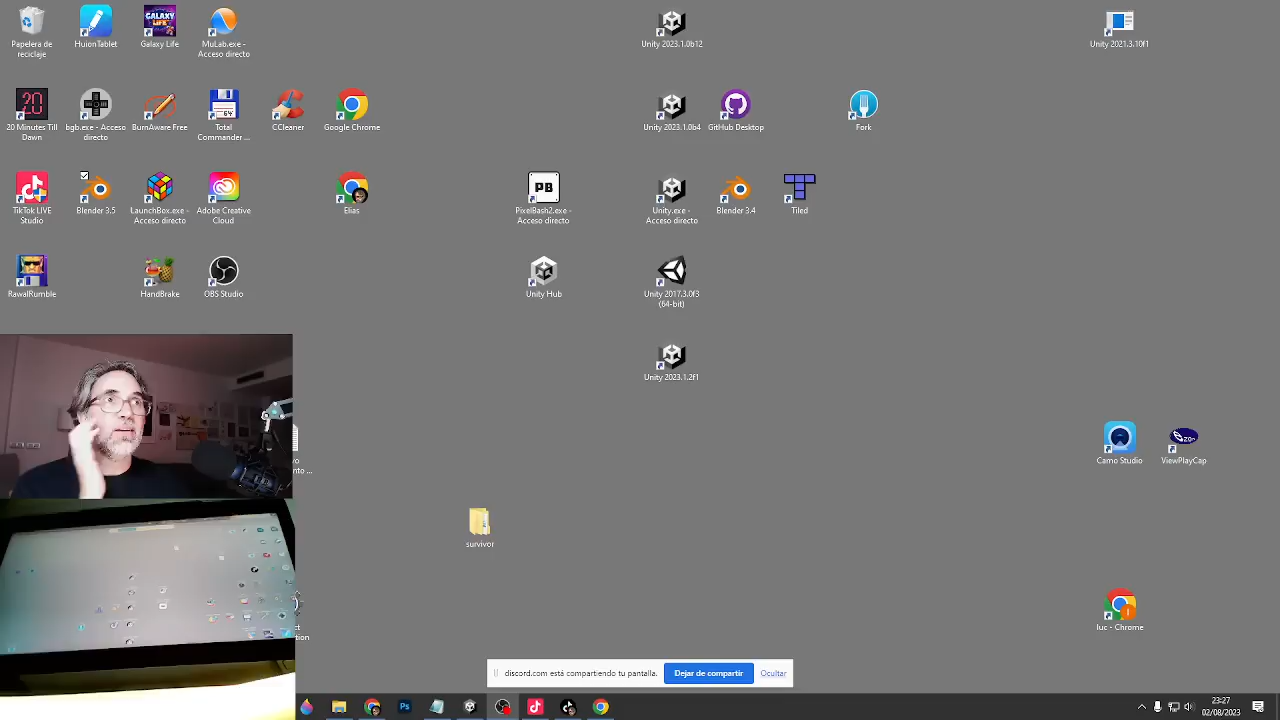 Papelera de
reciclaje
HuionTablet
Galaxy Life
MuLab.exe -
Acceso directo
Unity 2023.1.0b12
Unity 2021.3.10f1
20 Minutes Till
Dawn
bgb.exe - Acceso
directo
BurnAware Free
Total
Commander ...
CCleaner
Google Chrome
Unity 2023.1.0b4
GitHub Desktop
Fork
TikTok LIVE
Studio
Blender 3.5
LaunchBox.exe -
Acceso directo
Adobe Creative
Cloud
Elias
PixelBash2.exe -
Acceso directo
Unity.exe -
Acceso directo
Blender 3.4
Tiled
RawalRumble
HandBrake
OBS Studio
Unity Hub
Unity 2017.3.0f3
(64-bit)
Unity 2023.1.2f1
Camo Studio
ViewPlayCap
survivor
luc - Chrome
discord.com está compartiendo tu pantalla.
Dejar de compartir
Ocultar
23:27
02/08/2023